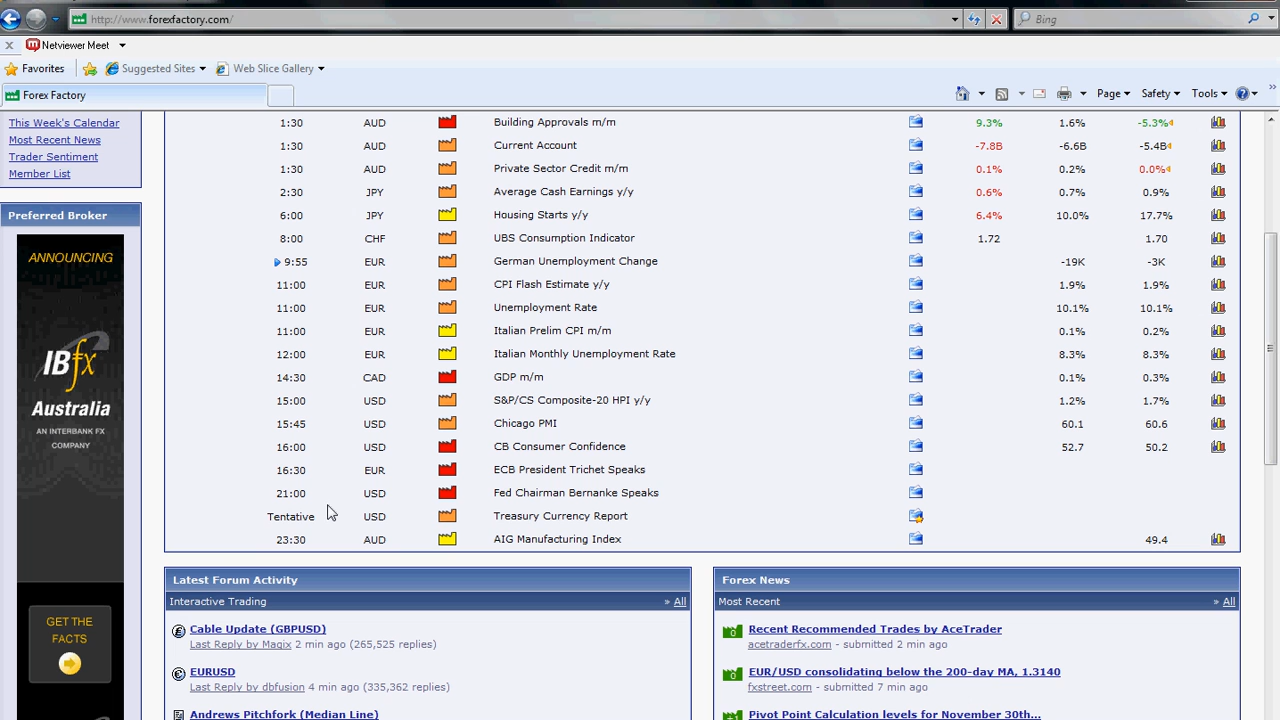 http://www.forexfactory.com/
Bing
Netviewer Meet
Favorites
Suggested Sites
Web Slice Gallery
Forex Factory
Page
Safety
Tools
This Week's Calendar
Most Recent News
Trader Sentiment
Member List
Preferred Broker
ANNOUNCING
IBfx
Australia
AN INTERBANK FX
COMPANY
GET THE
FACTS
1:30 AUD Building Approvals m/m 9.3% 1.6% -5.3%
1:30 AUD Current Account -7.8B -6.6B -5.4B
1:30 AUD Private Sector Credit m/m 0.1% 0.2% 0.0%
2:30 JPY Average Cash Earnings y/y 0.6% 0.7% 0.9%
6:00 JPY Housing Starts y/y 6.4% 10.0% 17.7%
8:00 CHF UBS Consumption Indicator 1.72 1.70
9:55 EUR German Unemployment Change -19K -3K
11:00 EUR CPI Flash Estimate y/y 1.9% 1.9%
11:00 EUR Unemployment Rate 10.1% 10.1%
11:00 EUR Italian Prelim CPI m/m 0.1% 0.2%
12:00 EUR Italian Monthly Unemployment Rate 8.3% 8.3%
14:30 CAD GDP m/m 0.1% 0.3%
15:00 USD S&P/CS Composite-20 HPI y/y 1.2% 1.7%
15:45 USD Chicago PMI 60.1 60.6
16:00 USD CB Consumer Confidence 52.7 50.2
16:30 EUR ECB President Trichet Speaks
21:00 USD Fed Chairman Bernanke Speaks
Tentative USD Treasury Currency Report
23:30 AUD AIG Manufacturing Index 49.4
Latest Forum Activity
Interactive Trading » All
Cable Update (GBPUSD)
Last Reply by Magix 2 min ago (265,525 replies)
EURUSD
Last Reply by dbfusion 4 min ago (335,362 replies)
Andrews Pitchfork (Median Line)
Forex News
Most Recent » All
Recent Recommended Trades by AceTrader
acetraderfx.com - submitted 2 min ago
EUR/USD consolidating below the 200-day MA, 1.3140
fxstreet.com - submitted 7 min ago
Pivot Point Calculation levels for November 30th...